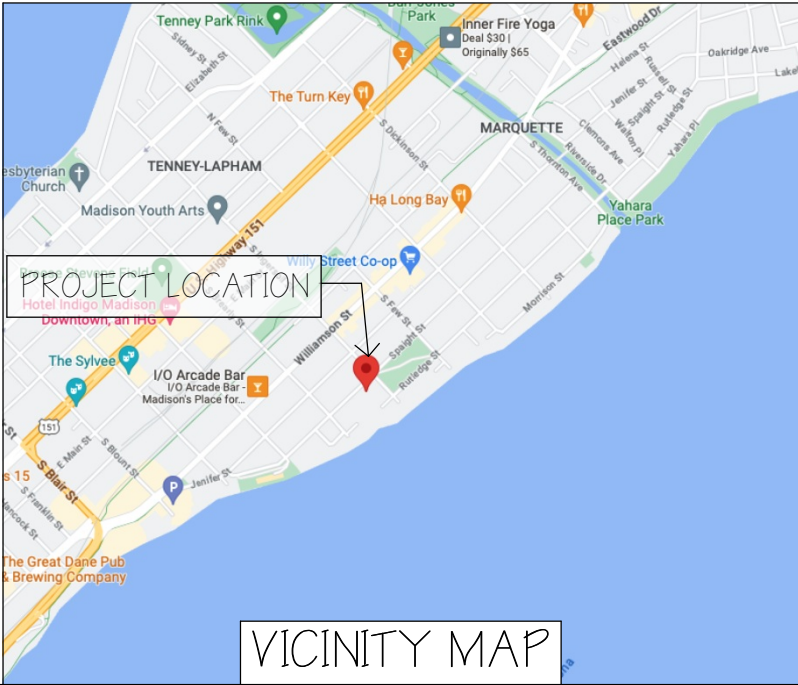 Tenney Park Rink
Park
Inner Fire Yoga
Deal $30 |
Originally $65
Eastwood Dr
Helena St
Oakridge Ave
Russell St
Jenifer St
Spaight St
Rutledge St
Walton Pl
Clemons Ave
Yahara Pl
Riverside Dr
S Thornton Ave
Sidney St
Elizabeth St
The Turn Key
N Few St
S Dickinson St
MARQUETTE
TENNEY-LAPHAM
esbyterian
Church
Madison Youth Arts
Ha Long Bay
Yahara
Place Park
Highway 151
Willy Street Co-op
PROJECT LOCATION
Hotel Indigo Madison
Downtown, an IHG
Morrison St
S Few St
Williamson St
Spaight St
Rutledge St
The Sylvee
I/O Arcade Bar
I/O Arcade Bar -
Madison's Place for...
151
E Main St
S Blount St
S Blair St
s 15
S Franklin St
Hancock St
P
Jenifer St
The Great Dane Pub
& Brewing Company
VICINITY MAP